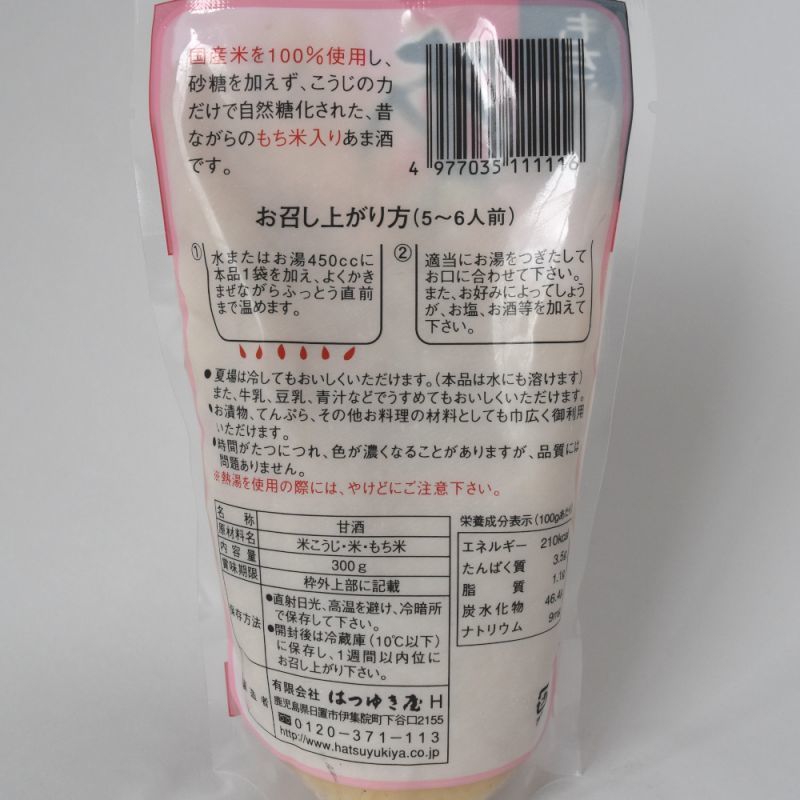 国産米を100%使用し、
砂糖を加えず、こうじの力
だけで自然糖化された、昔
ながらのもち米入りあま酒
です。
4 977035 111116
お召し上がり方(5〜6人前)
①
水またはお湯450ccに
本品1袋を加え、よくかき
まぜながらふっとう直前
まで温めます。
②
適当にお湯をつぎたして
お口に合わせて下さい。
また、お好みによってしょう
が、お塩、お酒等を加えて
下さい。
●夏場は冷してもおいしくいただけます。(本品は水にも溶けます)
また、牛乳、豆乳、青汁などでうすめてもおいしくいただけます。
●お漬物、てんぷら、その他お料理の材料としても巾広く御利用
いただけます。
●時間がたつにつれ、色が濃くなることがありますが、品質には
問題ありません。
※熱湯を使用の際には、やけどにご注意下さい。
名称 甘酒
原材料名 米こうじ・米・もち米
内容量 300g
賞味期限 枠外上部に記載
保存方法
●直射日光、高温を避け、冷暗所
で保存して下さい。
●開封後は冷蔵庫(10℃以下)
に保存し、1週間以内位に
お召し上がり下さい。
製造者
有限会社 はつゆき屋 H
鹿児島県日置市伊集院町下谷口2155
0120-371-113
http://www.hatsuyukiya.co.jp
栄養成分表示(100gあたり)
エネルギー 210kcal
たんぱく質 3.5g
脂質 1.1g
炭水化物 46.4g
ナトリウム 9mg